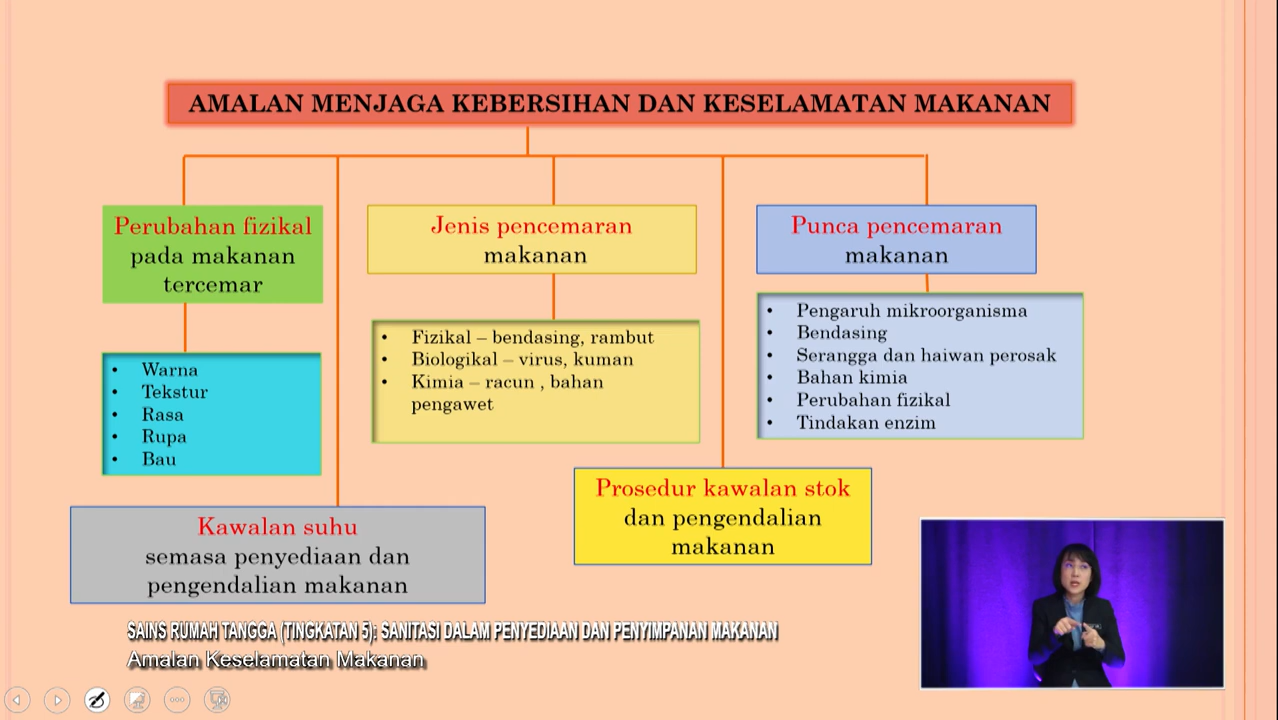 AMALAN MENJAGA KEBERSIHAN DAN KESELAMATAN MAKANAN
Perubahan fizikal
pada makanan
tercemar
• Warna
• Tekstur
• Rasa
• Rupa
• Bau
Jenis pencemaran
makanan
• Fizikal – bendasing, rambut
• Biologikal – virus, kuman
• Kimia – racun , bahan
pengawet
Punca pencemaran
makanan
• Pengaruh mikroorganisma
• Bendasing
• Serangga dan haiwan perosak
• Bahan kimia
• Perubahan fizikal
• Tindakan enzim
Kawalan suhu
semasa penyediaan dan
pengendalian makanan
Prosedur kawalan stok
dan pengendalian
makanan
SAINS RUMAH TANGGA (TINGKATAN 5): SANITASI DALAM PENYEDIAAN DAN PENYIMPANAN MAKANAN
Amalan Keselamatan Makanan